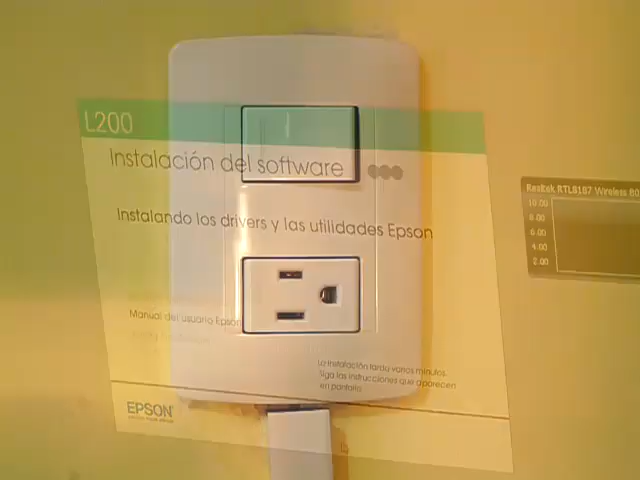 L200
Instalación del software
Instalando los drivers y las utilidades Epson
Realtek RTL8187 Wireless 80
10.00
8.00
6.00
4.00
2.00
Manual del usuario Epson
La instalación tarda varios minutos.
Siga las instrucciones que aparecen
en pantalla.
EPSON